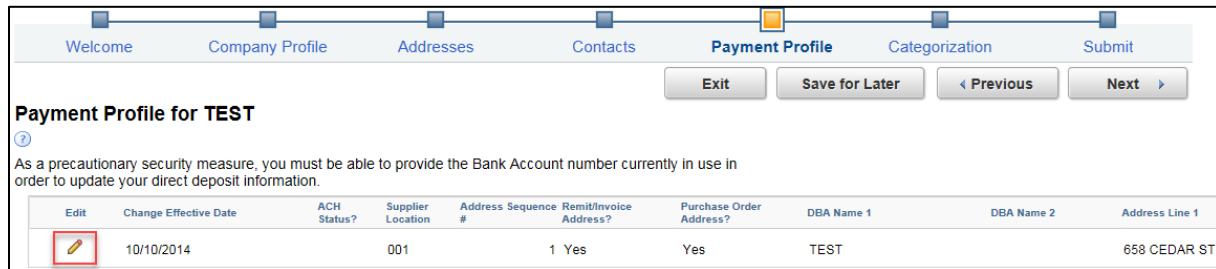 Welcome Company Profile Addresses Contacts Payment Profile Categorization Submit
Exit Save for Later Previous Next
Payment Profile for TEST
?
As a precautionary security measure, you must be able to provide the Bank Account number currently in use in
order to update your direct deposit information.
Edit Change Effective Date ACH Status? Supplier Location Address Sequence # Remit/Invoice Address? Purchase Order Address? DBA Name 1 DBA Name 2 Address Line 1
10/10/2014 001 1 Yes Yes TEST 658 CEDAR ST